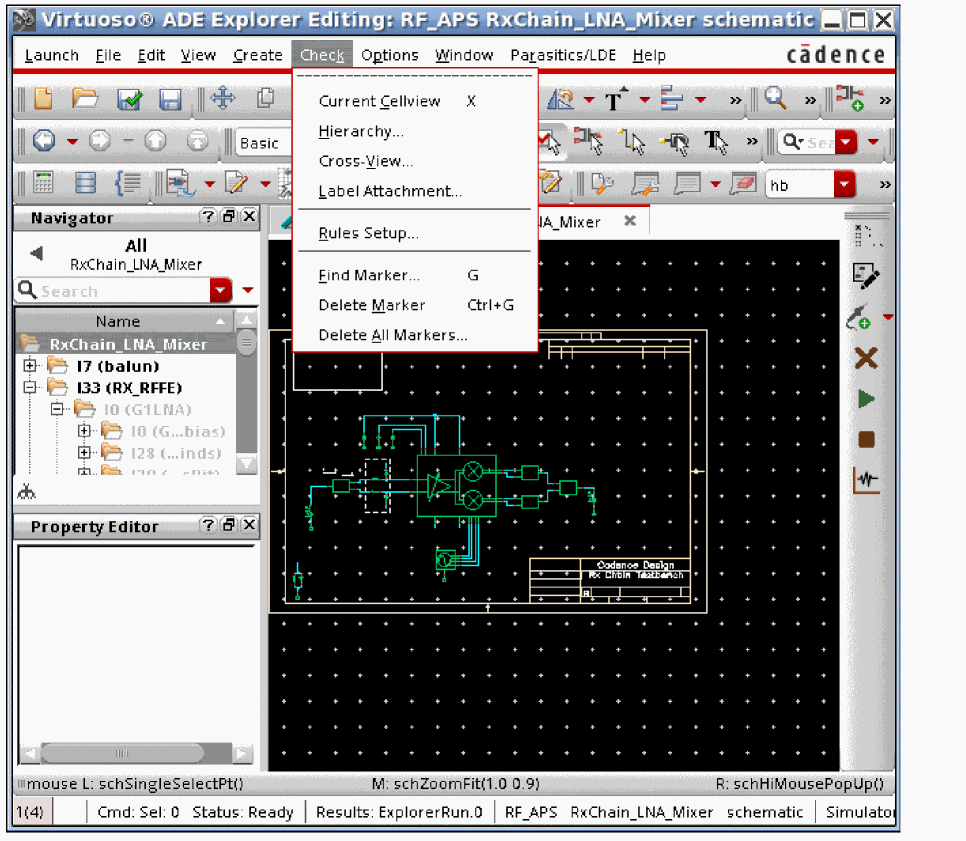 Virtuoso® ADE Explorer Editing: RF_APS RxChain_LNA_Mixer schematic
Launch File Edit View Create Check Options Window Parasitics/LDE Help cādence
Current Cellview X
Hierarchy...
Cross-View...
Label Attachment...
Rules Setup...
Find Marker... G
Delete Marker Ctrl+G
Delete All Markers...
Basic
hb
Navigator
All
RxChain_LNA_Mixer
Search
Name
RxChain_LNA_Mixer
I7 (balun)
I33 (RX_RFFE)
I0 (G1LNA)
I0 (G...bias)
I28 (...inds)
Property Editor
Cadence Design
Rx Chain Testbench
mouse L: schSingleSelectPt() M: schZoomFit(1.0 0.9) R: schHiMousePopUp()
1(4) Cmd: Sel: 0 Status: Ready Results: ExplorerRun.0 RF_APS RxChain_LNA_Mixer schematic Simulator